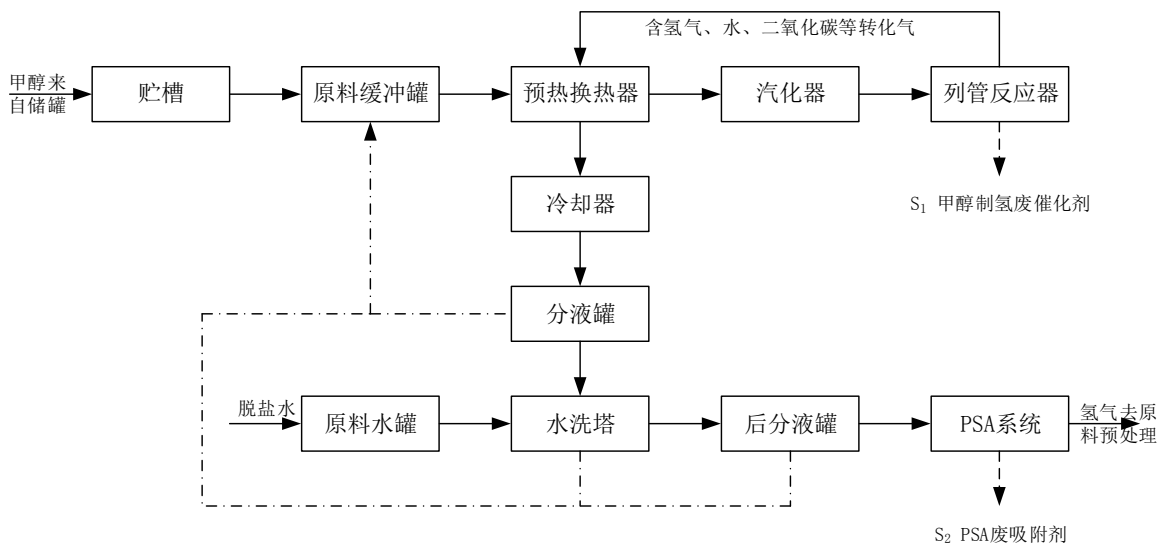 含氢气、水、二氧化碳等转化气
甲醇来
自储罐
贮槽
原料缓冲罐
预热换热器
汽化器
列管反应器
冷却器
S₁ 甲醇制氢废催化剂
分液罐
脱盐水
原料水罐
水洗塔
后分液罐
PSA系统
氢气去原
料预处理
S₂ PSA废吸附剂